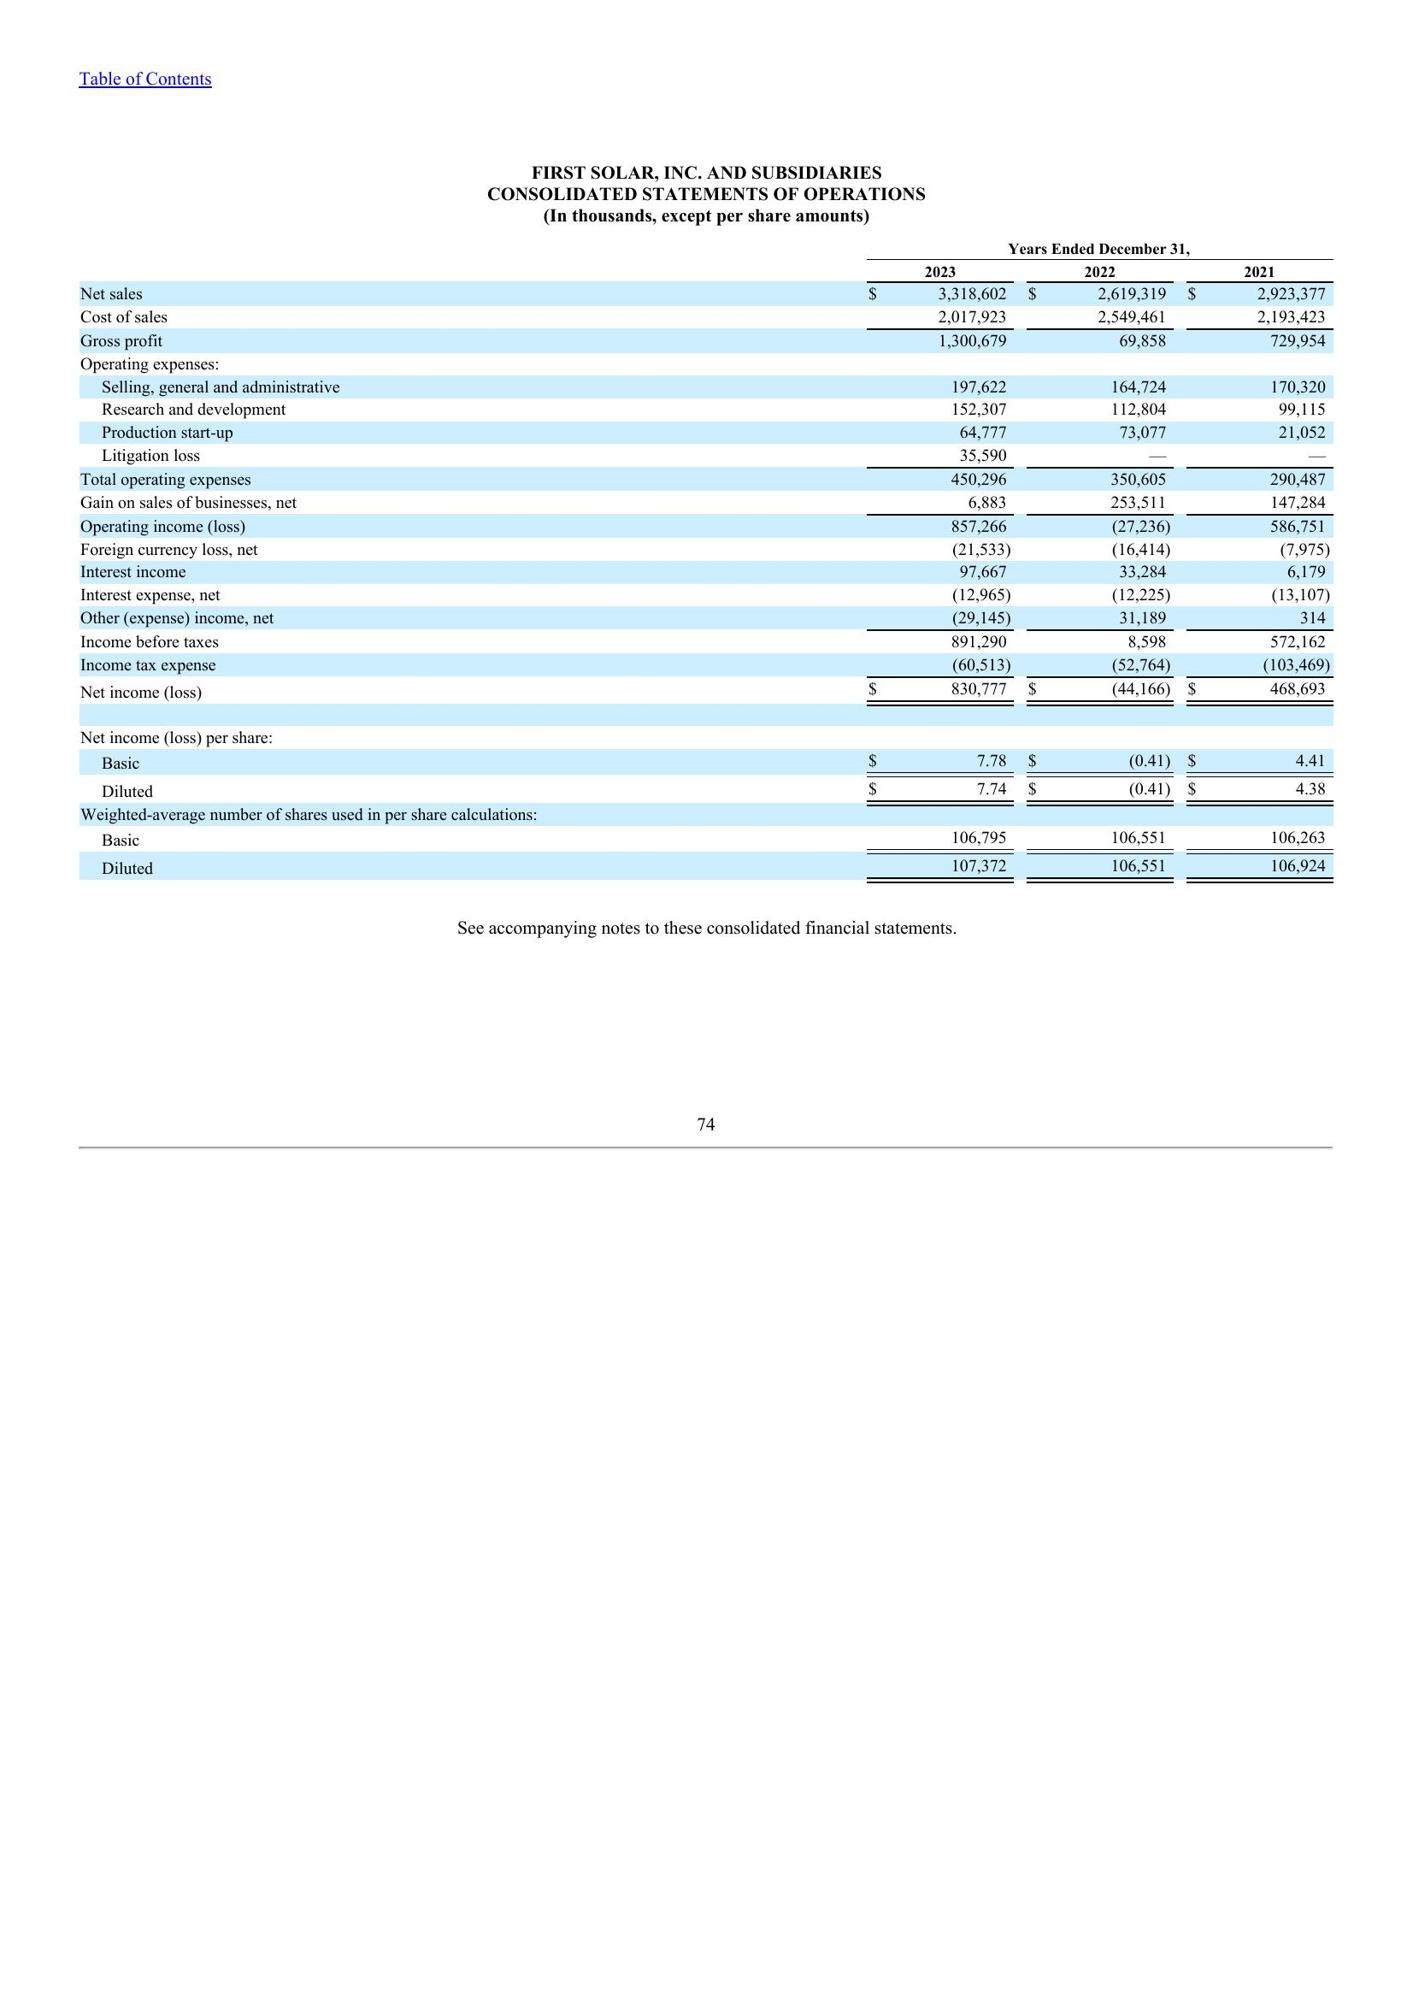 Table of Contents
FIRST SOLAR, INC. AND SUBSIDIARIES
CONSOLIDATED STATEMENTS OF OPERATIONS
(In thousands, except per share amounts)
Years Ended December 31,
2023 2022 2021
Net sales $ 3,318,602 $ 2,619,319 $ 2,923,377
Cost of sales 2,017,923 2,549,461 2,193,423
Gross profit 1,300,679 69,858 729,954
Operating expenses:
Selling, general and administrative 197,622 164,724 170,320
Research and development 152,307 112,804 99,115
Production start-up 64,777 73,077 21,052
Litigation loss 35,590 — —
Total operating expenses 450,296 350,605 290,487
Gain on sales of businesses, net 6,883 253,511 147,284
Operating income (loss) 857,266 (27,236) 586,751
Foreign currency loss, net (21,533) (16,414) (7,975)
Interest income 97,667 33,284 6,179
Interest expense, net (12,965) (12,225) (13,107)
Other (expense) income, net (29,145) 31,189 314
Income before taxes 891,290 8,598 572,162
Income tax expense (60,513) (52,764) (103,469)
Net income (loss) $ 830,777 $ (44,166) $ 468,693
Net income (loss) per share:
Basic $ 7.78 $ (0.41) $ 4.41
Diluted $ 7.74 $ (0.41) $ 4.38
Weighted-average number of shares used in per share calculations:
Basic 106,795 106,551 106,263
Diluted 107,372 106,551 106,924
See accompanying notes to these consolidated financial statements.
74